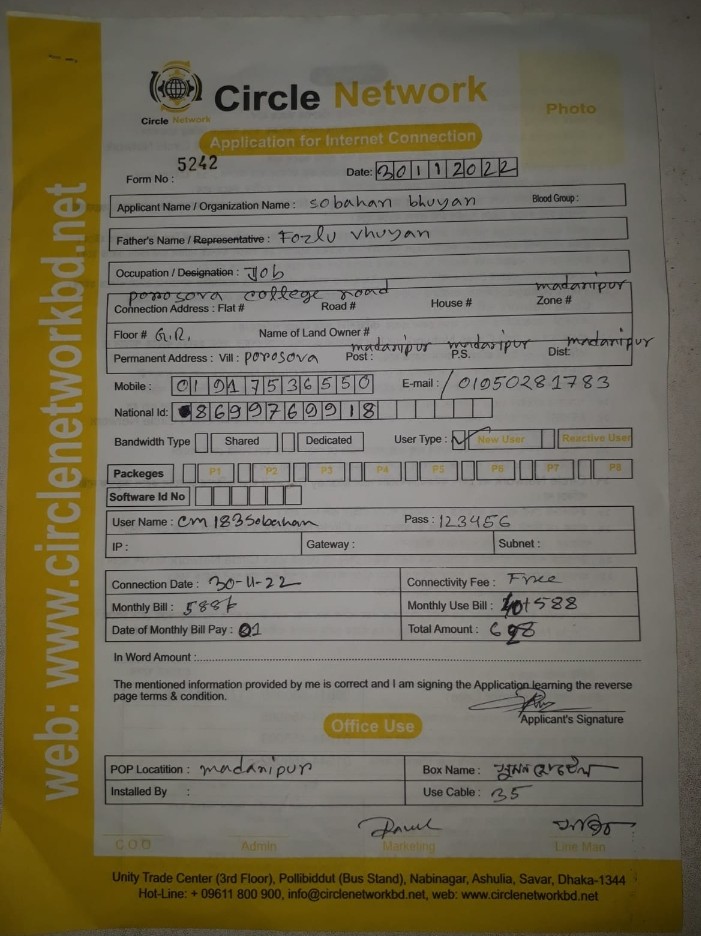 Circle Network
Circle Network
Photo
Application for Internet Connection
Form No : 5242
Date: 30112022
Applicant Name / Organization Name : sobahan bhuyan Blood Group :
Father's Name / Representative : Fozlu vhuyan
Occupation / Designation : Job
porosova college road madaripur
Connection Address : Flat # Road # House # Zone #
Floor # G.R. Name of Land Owner #
Permanent Address : Vill : porosova Post : madaripur P.S. madaripur Dist: madaripur
Mobile : 01917536550 E-mail : /01950281783
National Id: 8699769918
Bandwidth Type Shared Dedicated User Type : New User Reactive User
Packeges P1 P2 P3 P4 P5 P6 P7 P8
Software Id No
User Name : cm183sobahan Pass : 123456
IP : Gateway : Subnet :
Connection Date : 30-11-22 Connectivity Fee : Free
Monthly Bill : 588 Monthly Use Bill : +588
Date of Monthly Bill Pay : 01 Total Amount :
In Word Amount :
The mentioned information provided by me is correct and I am signing the Application learning the reverse
page terms & condition.
Applicant's Signature
Office Use
POP Locatition : madaripur Box Name : সুমন হোটেল
Installed By : Use Cable : 35
C O O Admin Marketing Line Man
Unity Trade Center (3rd Floor), Pollibiddut (Bus Stand), Nabinagar, Ashulia, Savar, Dhaka-1344
Hot-Line: + 09611 800 900, info@circlenetworkbd.net, web: www.circlenetworkbd.net
web: www.circlenetworkbd.net